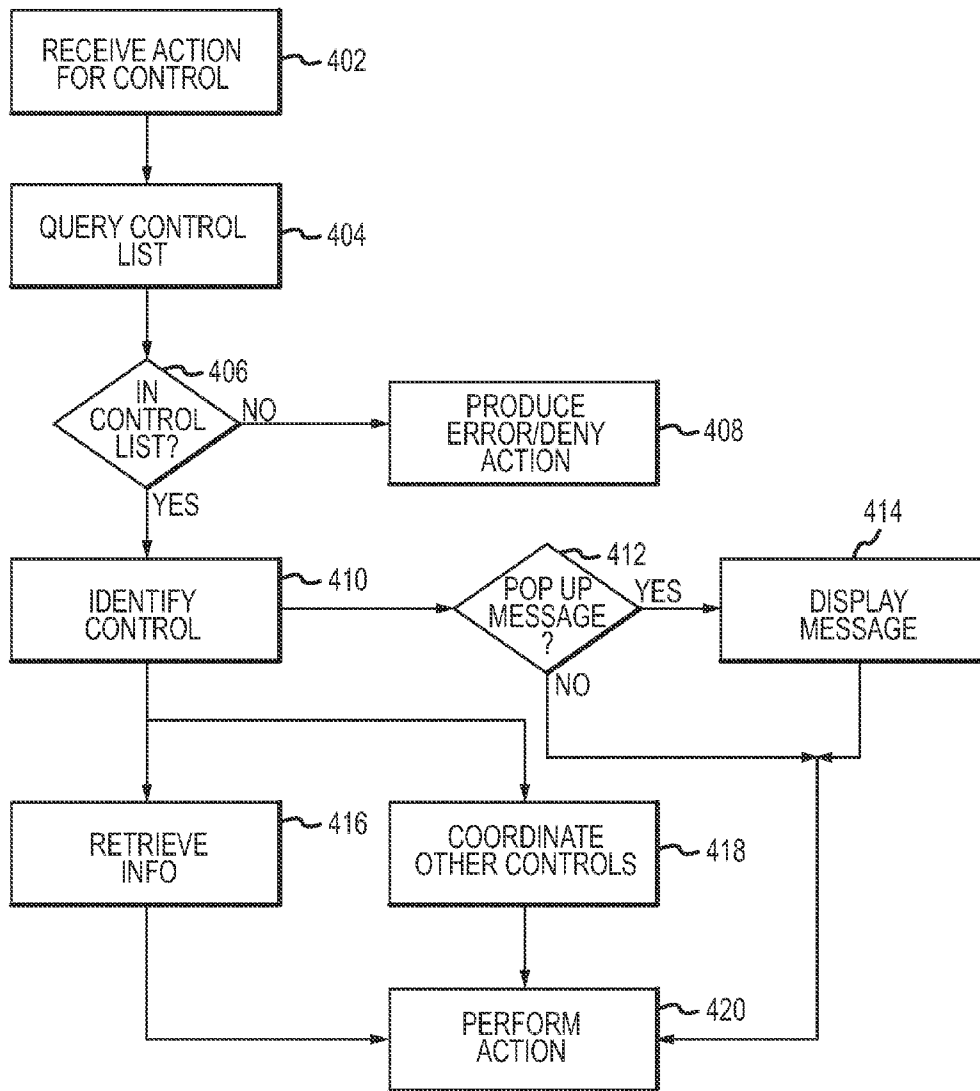 RECEIVE ACTION
FOR CONTROL
402
QUERY CONTROL
LIST
404
406
IN
CONTROL
LIST?
NO
YES
PRODUCE
ERROR/DENY
ACTION
408
IDENTIFY
CONTROL
410
412
POP UP
MESSAGE
?
YES
NO
414
DISPLAY
MESSAGE
RETRIEVE
INFO
416
COORDINATE
OTHER CONTROLS
418
PERFORM
ACTION
420